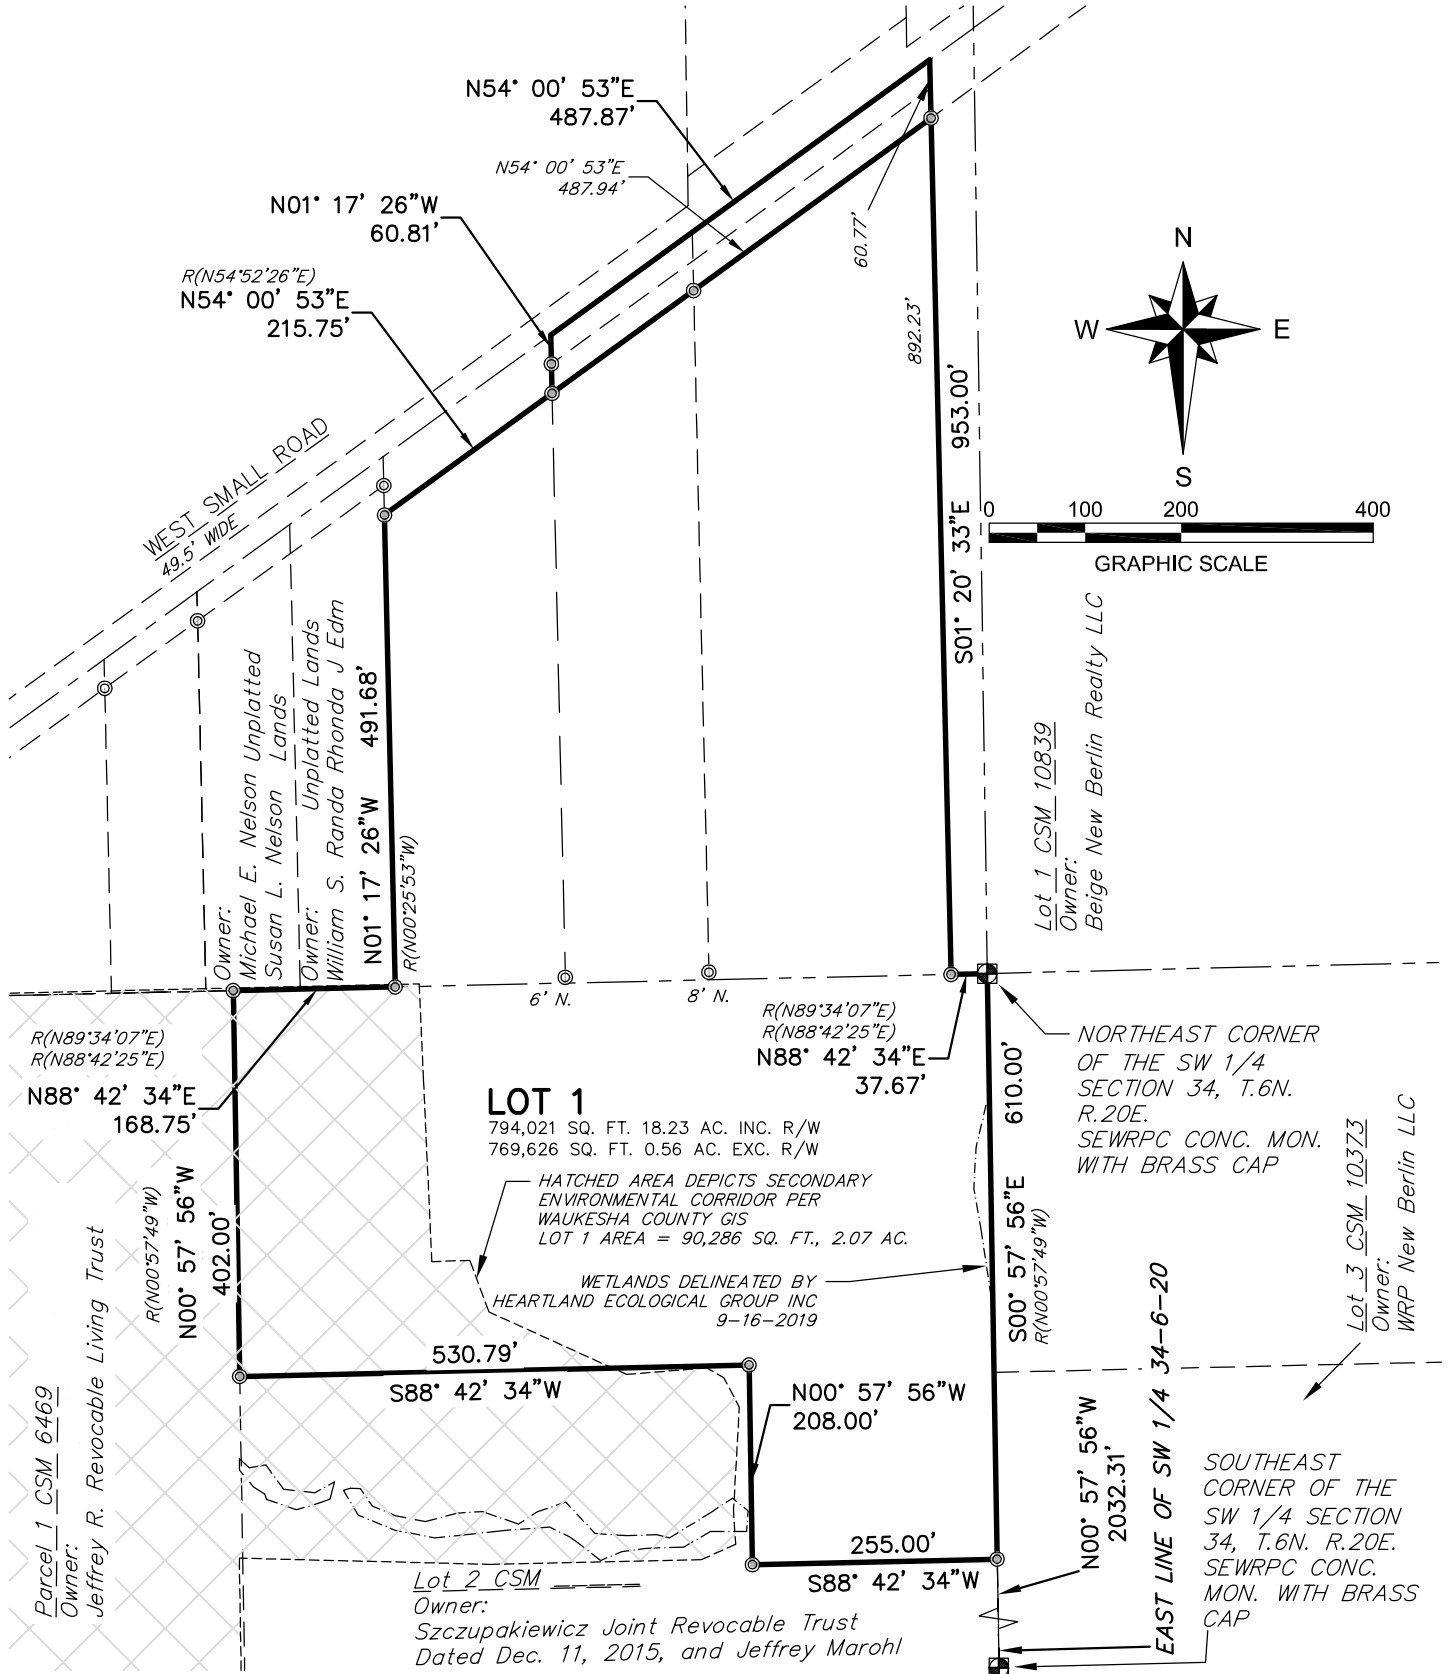 N54° 00' 53"E
487.87'
N54° 00' 53"E
487.94'
N01° 17' 26"W
60.81'
R(N54°52'26"E)
N54° 00' 53"E
215.75'
60.77'
892.23'
S01° 20' 33"E 953.00'
N
W E
S
0 100 200 400
GRAPHIC SCALE
WEST SMALL ROAD
49.5' WIDE
Owner:
Michael E. Nelson Unplatted
Susan L. Nelson Lands
Owner: Unplatted Lands
William S. Randa Rhonda J Edm
N01° 17' 26"W 491.68'
R(N00°25'53"W)
Lot 1 CSM 10839
Owner:
Beige New Berlin Realty LLC
6' N.
8' N.
R(N89°34'07"E)
R(N88°42'25"E)
N88° 42' 34"E
168.75'
R(N89°34'07"E)
R(N88°42'25"E)
N88° 42' 34"E
37.67'
NORTHEAST CORNER
OF THE SW 1/4
SECTION 34, T.6N.
R.20E.
SEWRPC CONC. MON.
WITH BRASS CAP
LOT 1
794,021 SQ. FT. 18.23 AC. INC. R/W
769,626 SQ. FT. 0.56 AC. EXC. R/W
HATCHED AREA DEPICTS SECONDARY
ENVIRONMENTAL CORRIDOR PER
WAUKESHA COUNTY GIS
LOT 1 AREA = 90,286 SQ. FT., 2.07 AC.
WETLANDS DELINEATED BY
HEARTLAND ECOLOGICAL GROUP INC
9-16-2019
R(N00°57'49"W)
N00° 57' 56"W
402.00'
S00° 57' 56"E 610.00'
R(N00°57'49"W)
Lot 3 CSM 10373
Owner:
WRP New Berlin LLC
530.79'
S88° 42' 34"W
N00° 57' 56"W
208.00'
255.00'
S88° 42' 34"W
N00° 57' 56"W
2032.31'
EAST LINE OF SW 1/4 34-6-20
SOUTHEAST
CORNER OF THE
SW 1/4 SECTION
34, T.6N. R.20E.
SEWRPC CONC.
MON. WITH BRASS
CAP
Parcel 1 CSM 6469
Owner:
Jeffrey R. Revocable Living Trust
Lot 2 CSM ______
Owner:
Szczupakiewicz Joint Revocable Trust
Dated Dec. 11, 2015, and Jeffrey Marohl